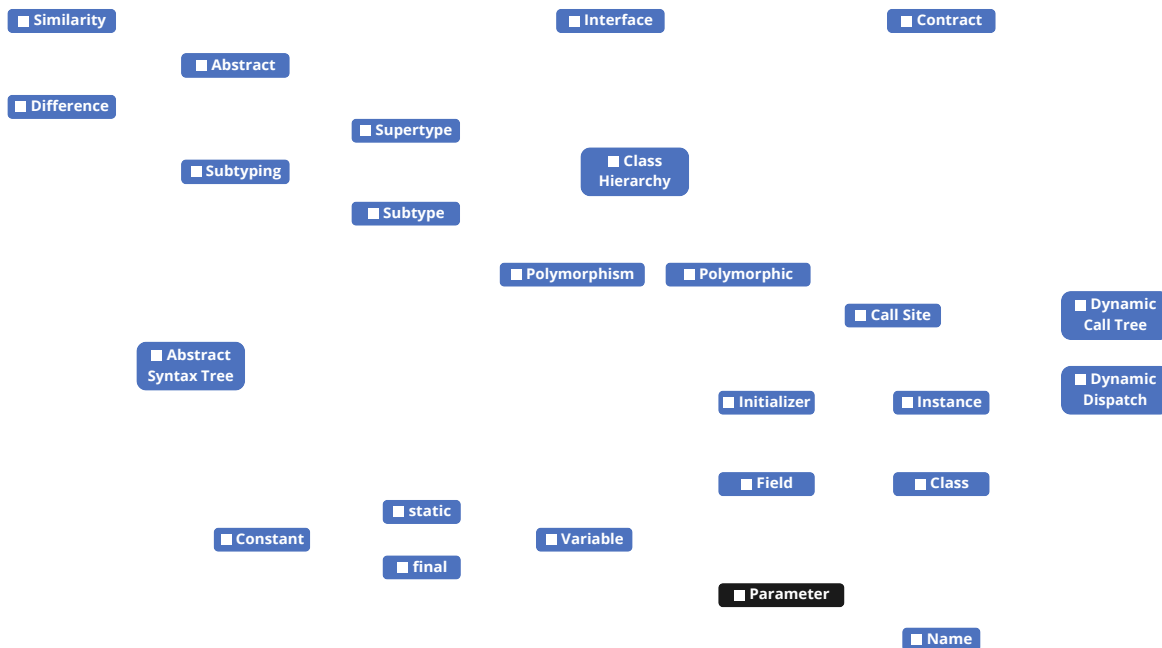 Similarity
Interface
Contract
Abstract
Difference
Supertype
Class
Hierarchy
Subtyping
Subtype
Polymorphism
Polymorphic
Call Site
Dynamic
Call Tree
Abstract
Syntax Tree
Dynamic
Dispatch
Initializer
Instance
Field
Class
static
Constant
Variable
final
Parameter
Name